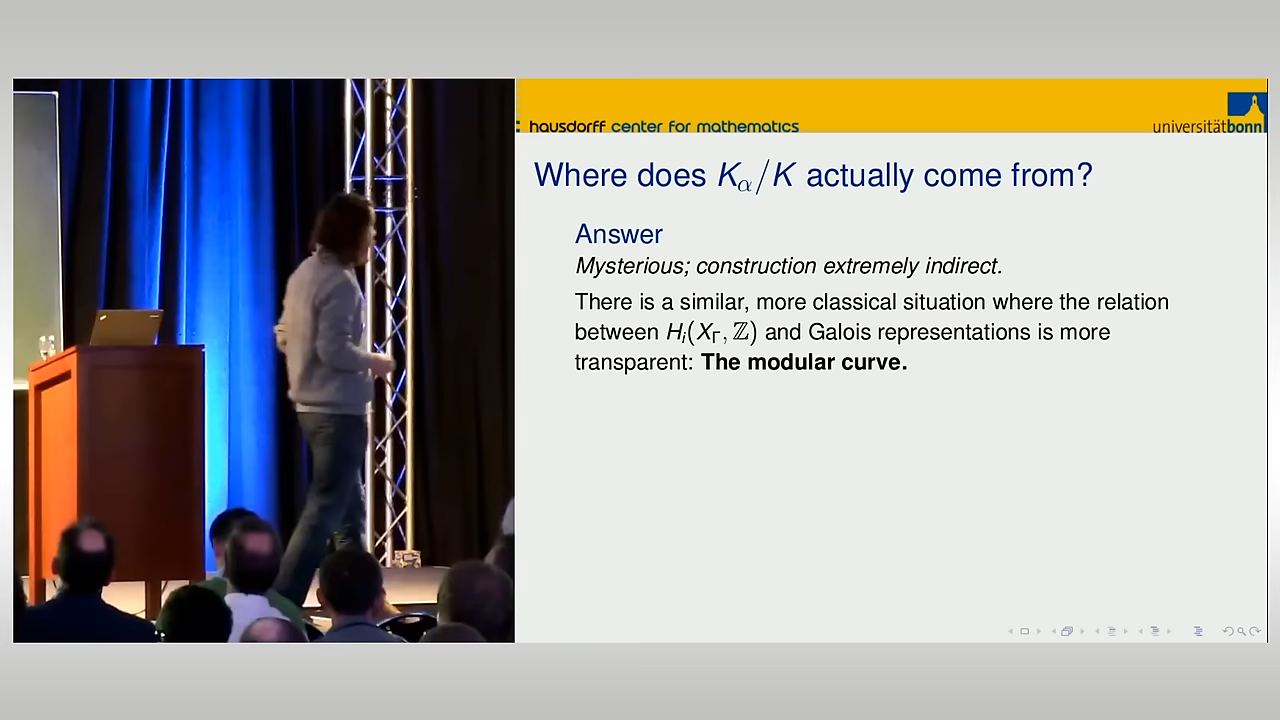 hausdorff center for mathematics
universitätbonn
Where does Kα/K actually come from?
Answer
Mysterious; construction extremely indirect.
There is a similar, more classical situation where the relation
between Hᵢ(X_Γ, ℤ) and Galois representations is more
transparent: The modular curve.